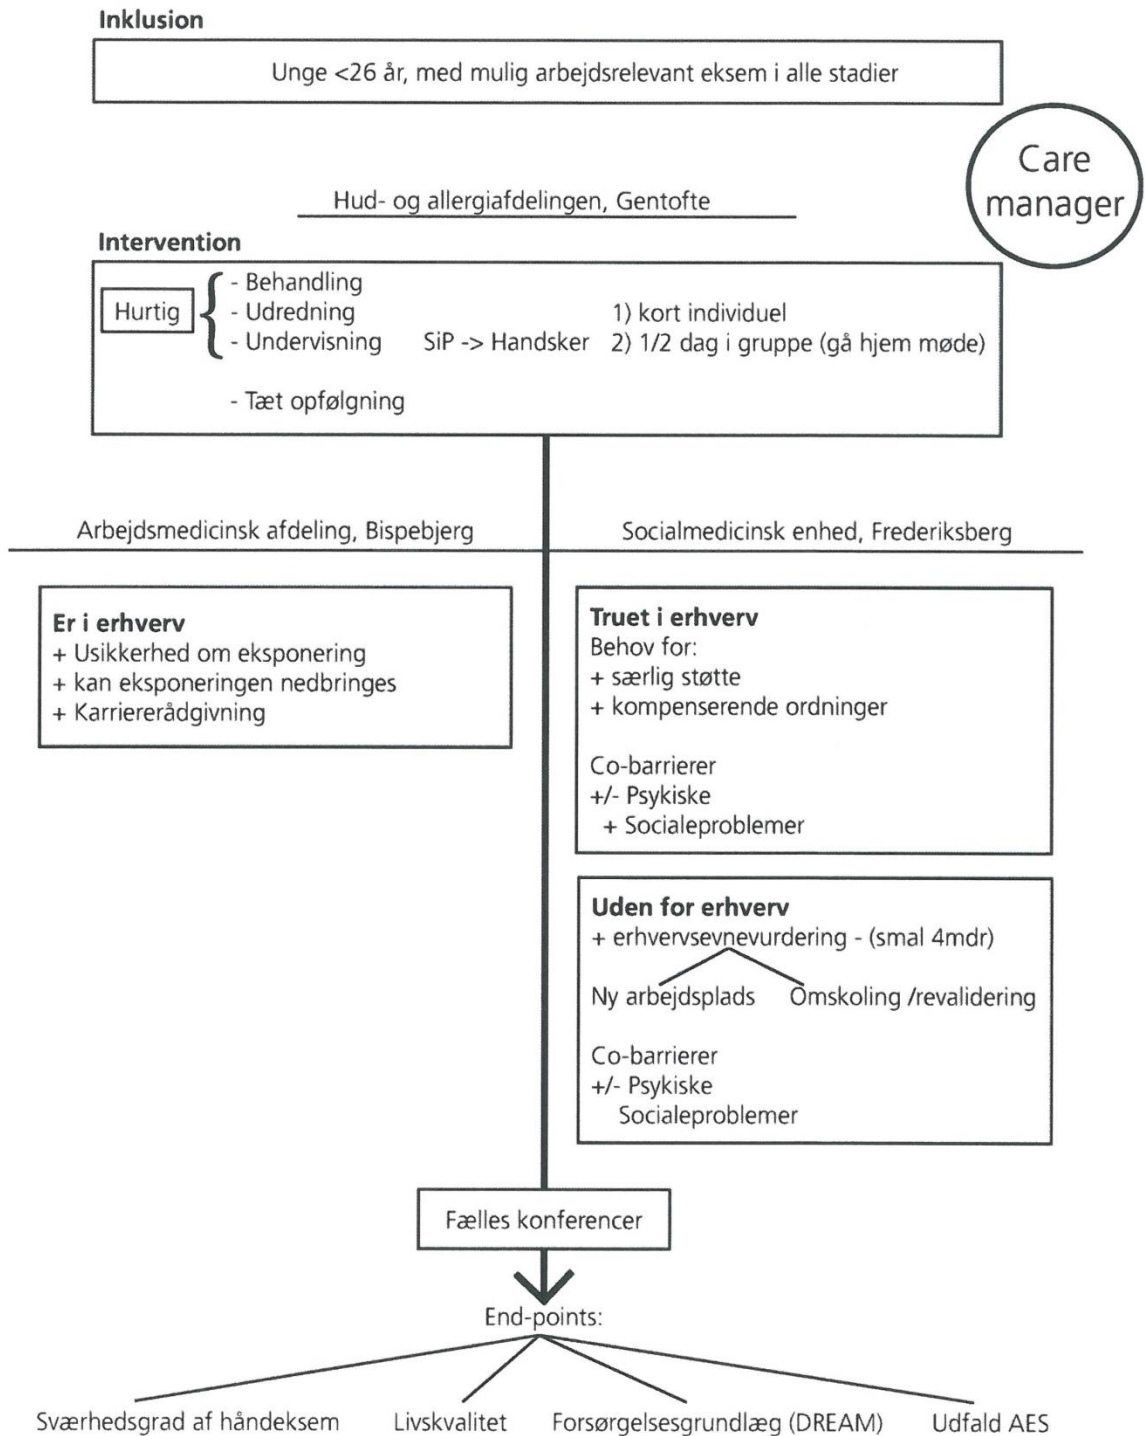 Inklusion
Unge <26 år, med mulig arbejdsrelevant eksem i alle stadier
Care
manager
Hud- og allergiafdelingen, Gentofte
Intervention
Hurtig
- Behandling
- Udredning 1) kort individuel
- Undervisning SiP -> Handsker 2) 1/2 dag i gruppe (gå hjem møde)
- Tæt opfølgning
Arbejdsmedicinsk afdeling, Bispebjerg
Er i erhverv
+ Usikkerhed om eksponering
+ kan eksponeringen nedbringes
+ Karriererådgivning
Socialmedicinsk enhed, Frederiksberg
Truet i erhverv
Behov for:
+ særlig støtte
+ kompenserende ordninger
Co-barrierer
+/- Psykiske
+ Socialeproblemer
Uden for erhverv
+ erhvervsevnevurdering - (smal 4mdr)
Ny arbejdsplads Omskoling /revalidering
Co-barrierer
+/- Psykiske
Socialeproblemer
Fælles konferencer
End-points:
Sværhedsgrad af håndeksem Livskvalitet Forsørgelsesgrundlæg (DREAM) Udfald AES